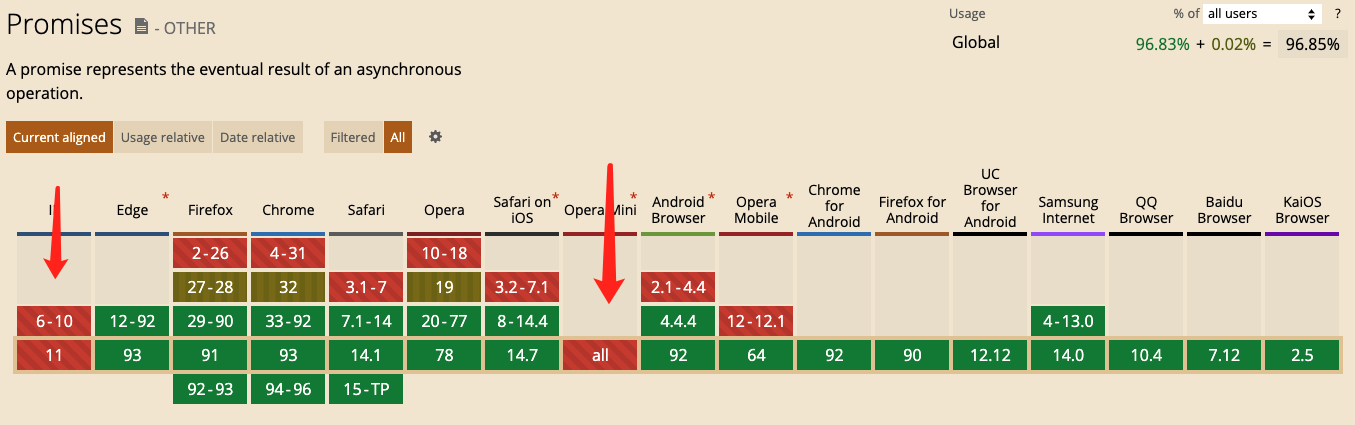 Promises - OTHER
Usage % of all users ?
Global 96.83% + 0.02% = 96.85%
A promise represents the eventual result of an asynchronous
operation.
Current aligned Usage relative Date relative Filtered All
Edge * Firefox Chrome Safari Opera Safari on iOS * Opera Mini * Android Browser * Opera Mobile * Chrome for Android Firefox for Android UC Browser for Android Samsung Internet QQ Browser Baidu Browser KaiOS Browser
2-26 4-31 10-18
27-28 32 3.1-7 19 3.2-7.1 2.1-4.4
6-10 12-92 29-90 33-92 7.1-14 20-77 8-14.4 4.4.4 12-12.1 4-13.0
11 93 91 93 14.1 78 14.7 all 92 64 92 90 12.12 14.0 10.4 7.12 2.5
92-93 94-96 15-TP